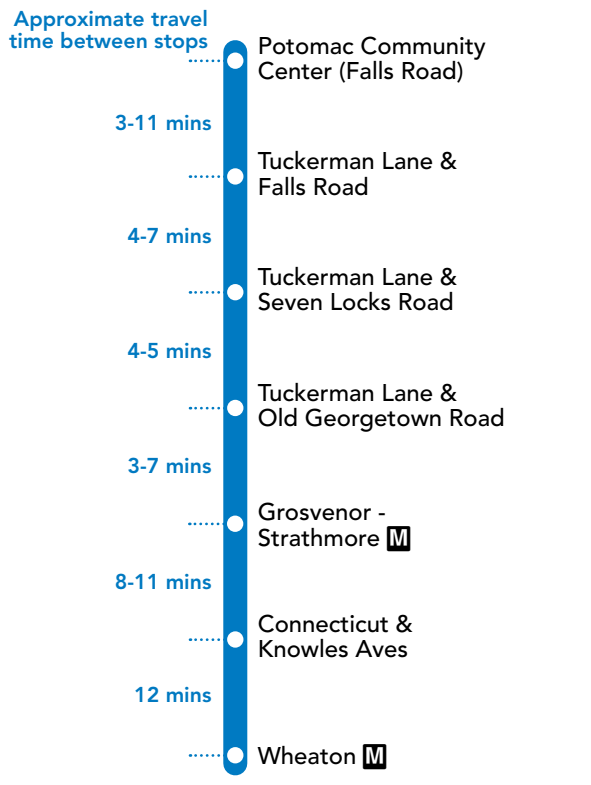 Approximate travel
time between stops
Potomac Community
Center (Falls Road)
3-11 mins
Tuckerman Lane &
Falls Road
4-7 mins
Tuckerman Lane &
Seven Locks Road
4-5 mins
Tuckerman Lane &
Old Georgetown Road
3-7 mins
Grosvenor -
Strathmore M
8-11 mins
Connecticut &
Knowles Aves
12 mins
Wheaton M